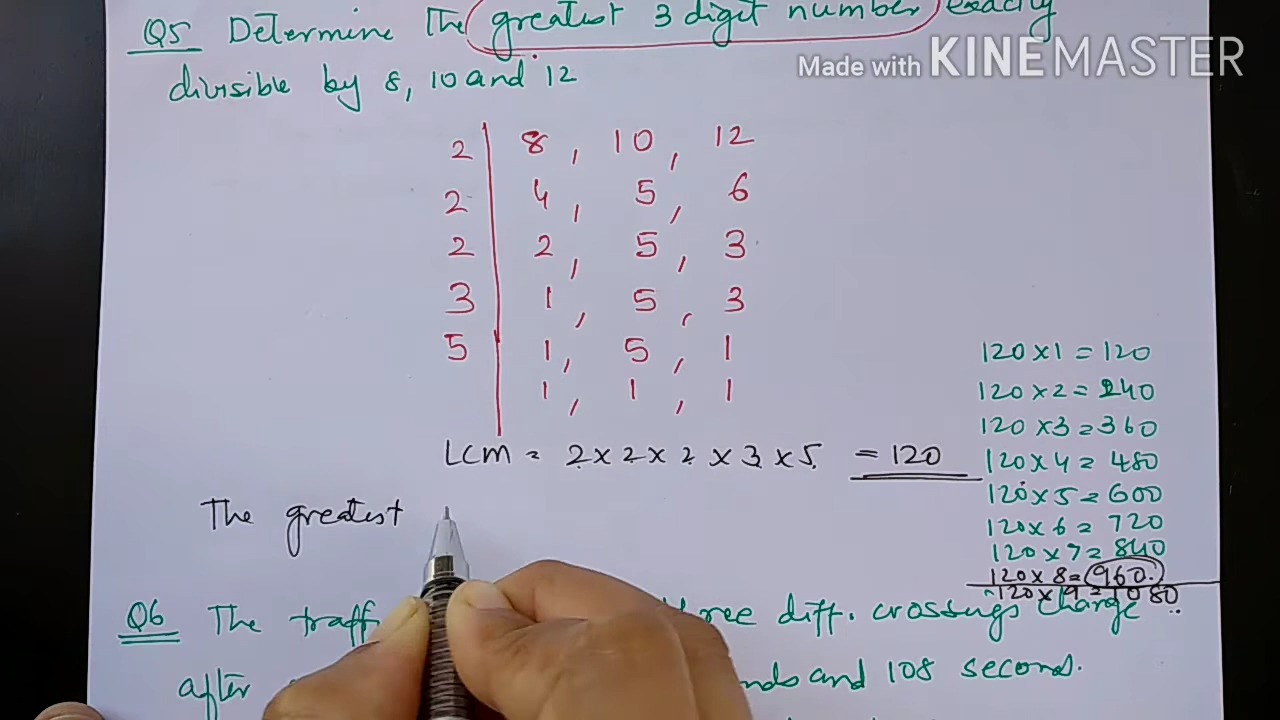 Q5 Determine The greatest 3 digit number exactly
divisible by 8, 10 and 12
Made with KINEMASTER
2 8 , 10 , 12
2 4 , 5 , 6
2 2 , 5 , 3
3 1 , 5 , 3
5 1 , 5 , 1
1 , 1 , 1
LCM = 2 x 2 x 2 x 3 x 5 = 120
120 x 1 = 120
120 x 2 = 240
120 x 3 = 360
120 x 4 = 480
120 x 5 = 600
120 x 6 = 720
120 x 7 = 840
120 x 8 = 960
120 x 9 = 1080
The greatest
Q6 The diff. crossings change
after and 108 seconds.